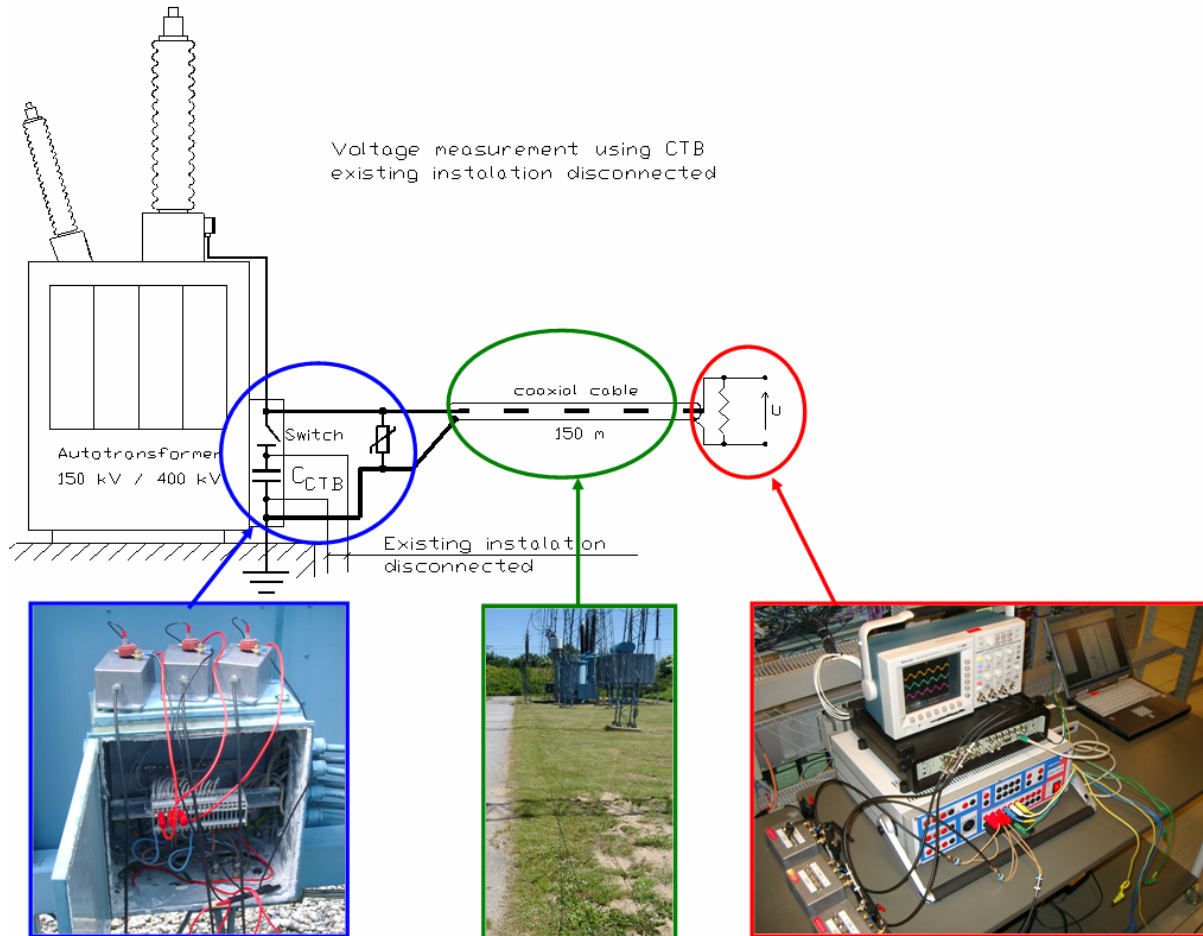 Voltage measurement using CTB
existing instalation disconnected
coaxial cable
150 m
U
Switch
Autotransformer
150 kV / 400 kV
CCTB
Existing instalation
disconnected